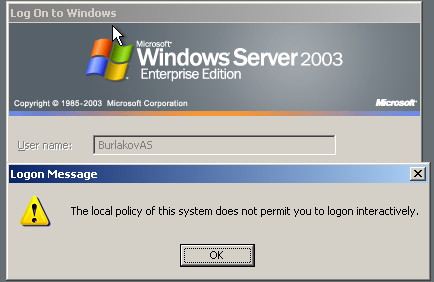 Log On to Windows
Microsoft®
Windows Server 2003
Enterprise Edition
Copyright © 1985-2003 Microsoft Corporation
Microsoft®
User name:
BurlakovAS
Logon Message
The local policy of this system does not permit you to logon interactively.
OK